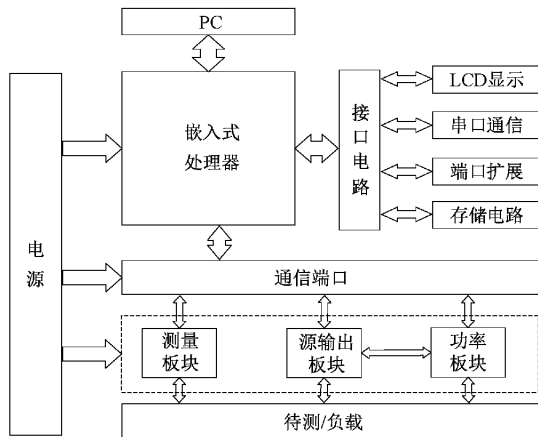 PC
嵌入式
处理器
接口电路
LCD显示
串口通信
端口扩展
存储电路
电源
通信端口
测量
板块
源输出
板块
功率
板块
待测/负载